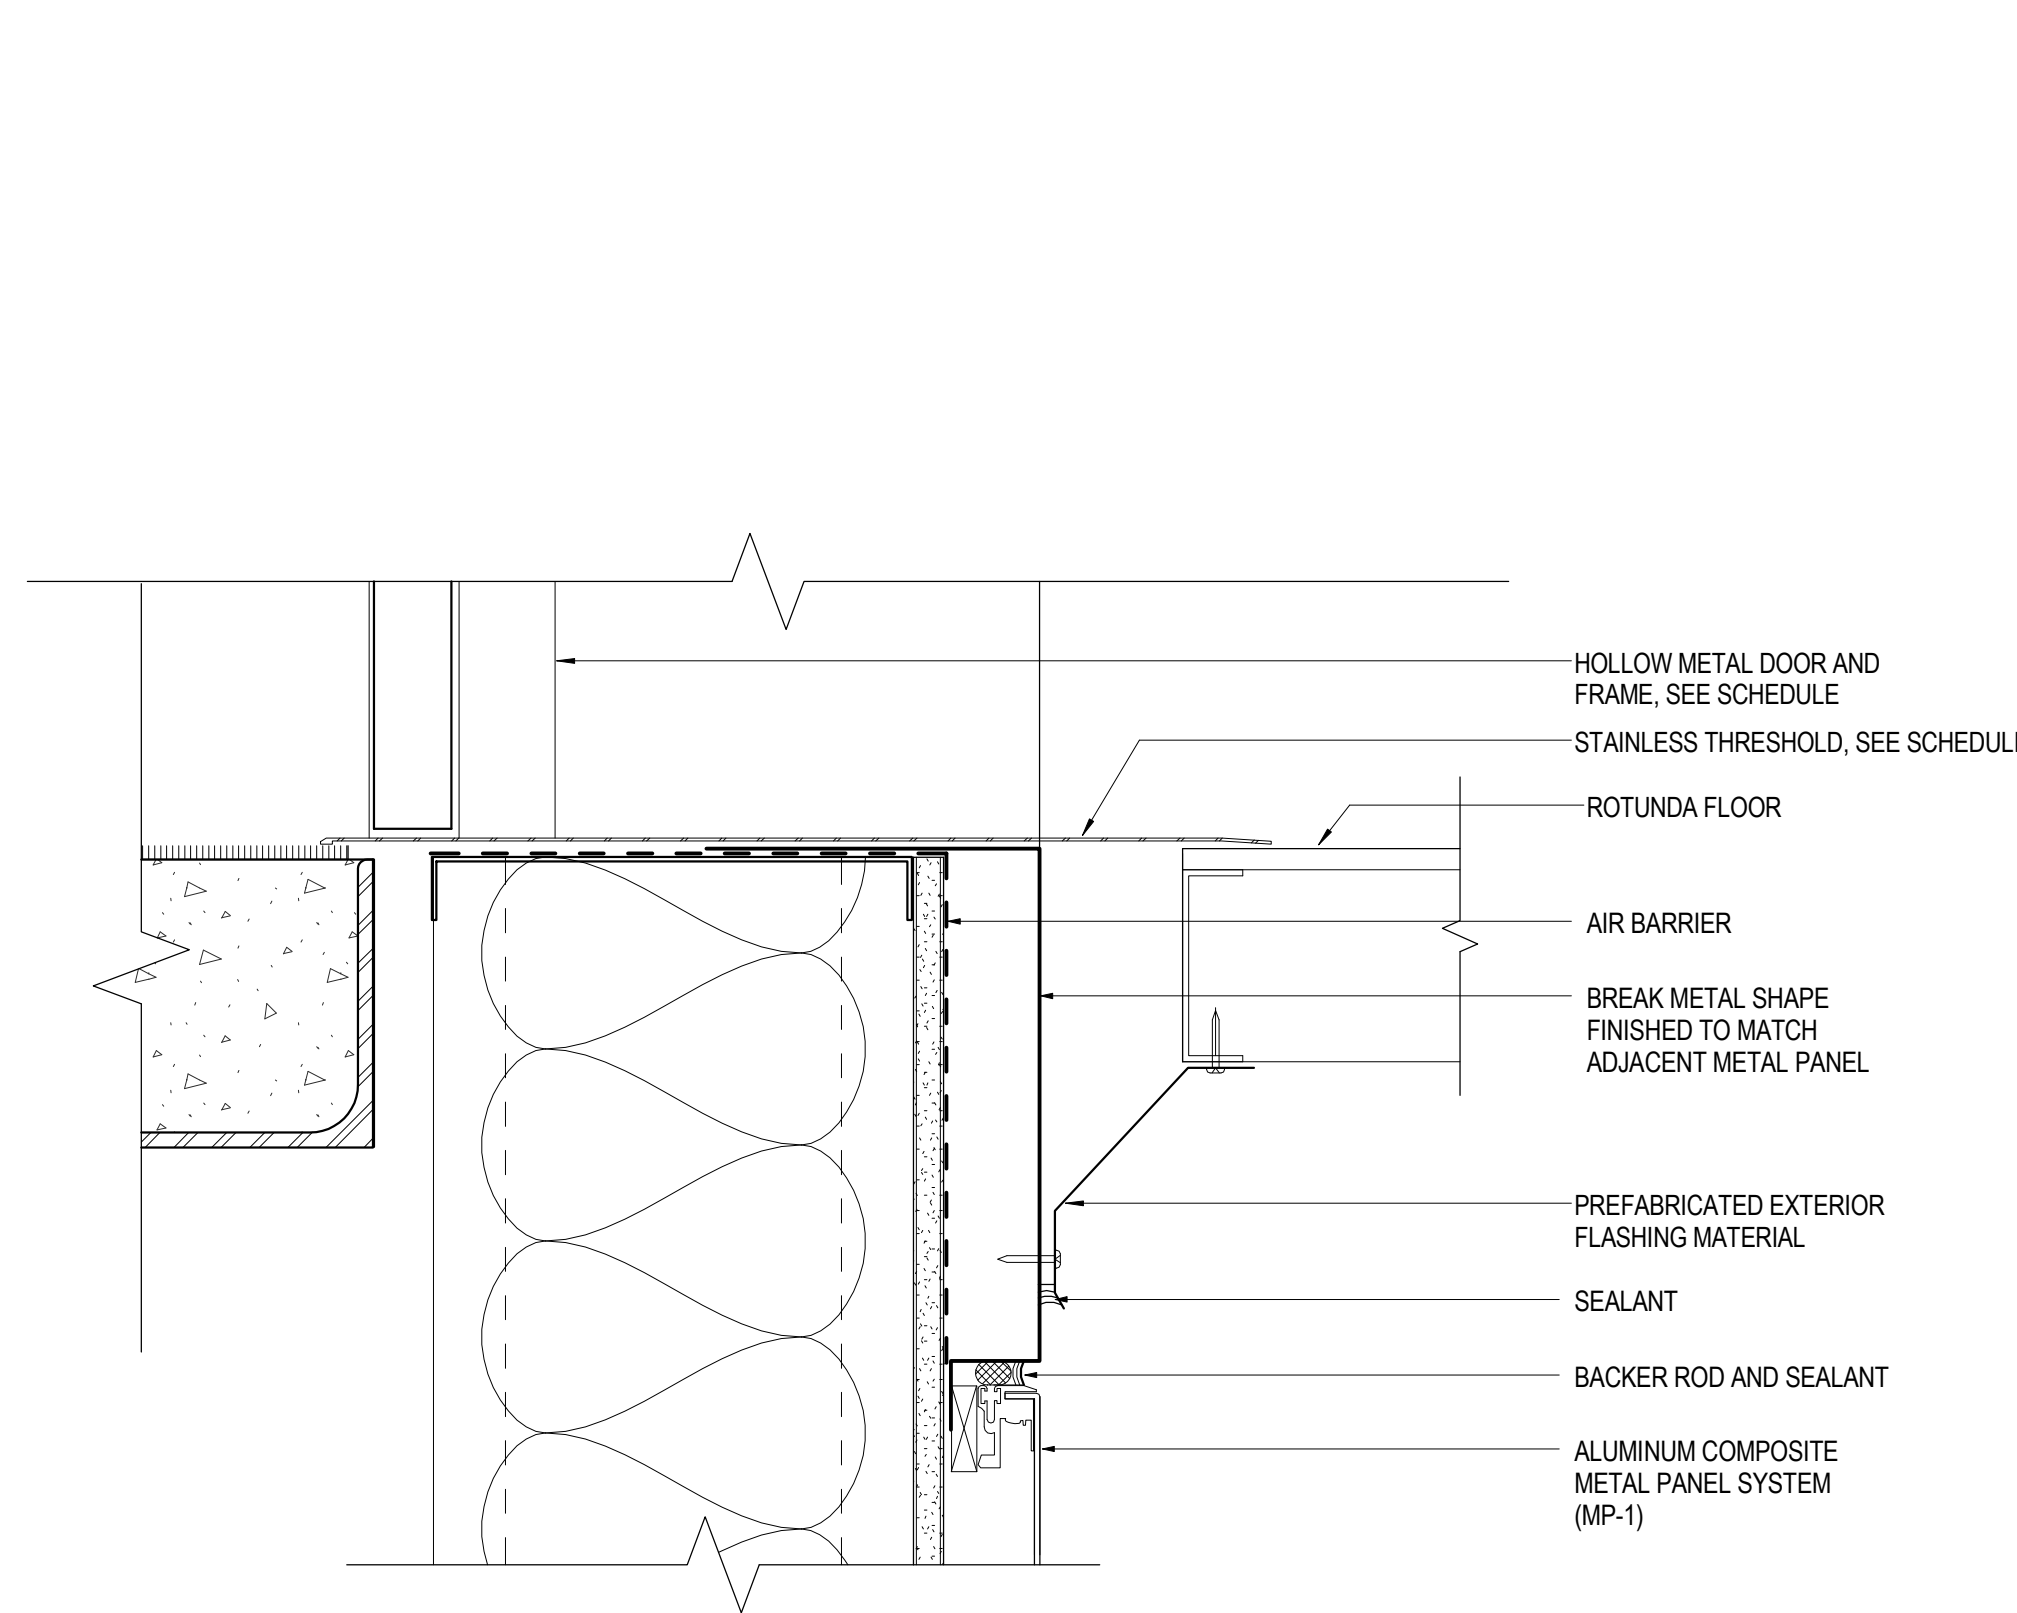 HOLLOW METAL DOOR AND
FRAME, SEE SCHEDULE
STAINLESS THRESHOLD, SEE
ROTUNDA FLOOR
AIR BARRIER
BREAK METAL SHAPE
FINISHED TO MATCH
ADJACENT METAL PANEL
PREFABRICATED EXTERIOR
FLASHING MATERIAL
SEALANT
BACKER ROD AND SEALANT
ALUMINUM COMPOSITE
METAL PANEL SYSTEM
(MP-1)